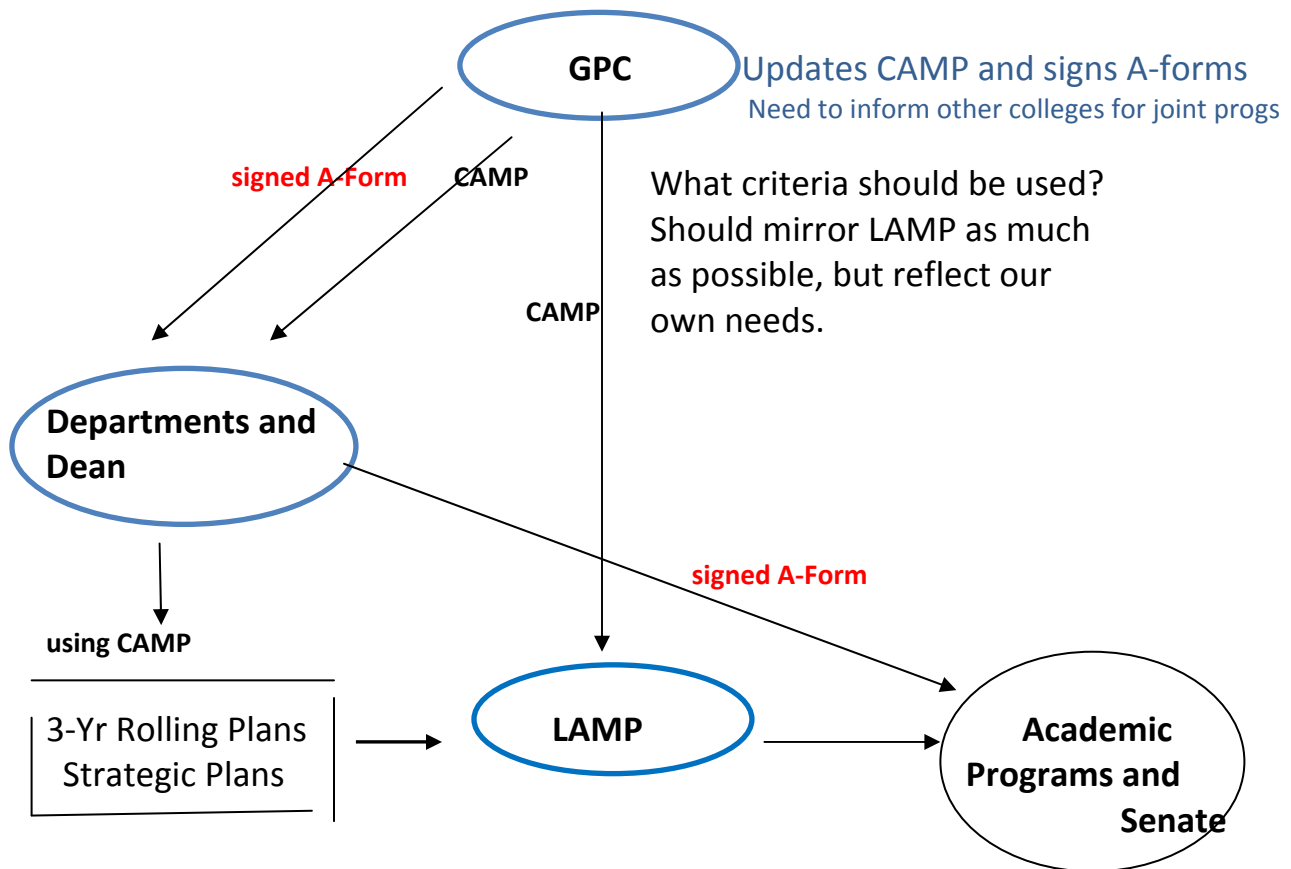 GPC
Updates CAMP and signs A-forms
Need to inform other colleges for joint progs
signed A-Form
CAMP
What criteria should be used?
Should mirror LAMP as much
as possible, but reflect our
own needs.
CAMP
Departments and
Dean
signed A-Form
using CAMP
3-Yr Rolling Plans
Strategic Plans
LAMP
Academic
Programs and
Senate